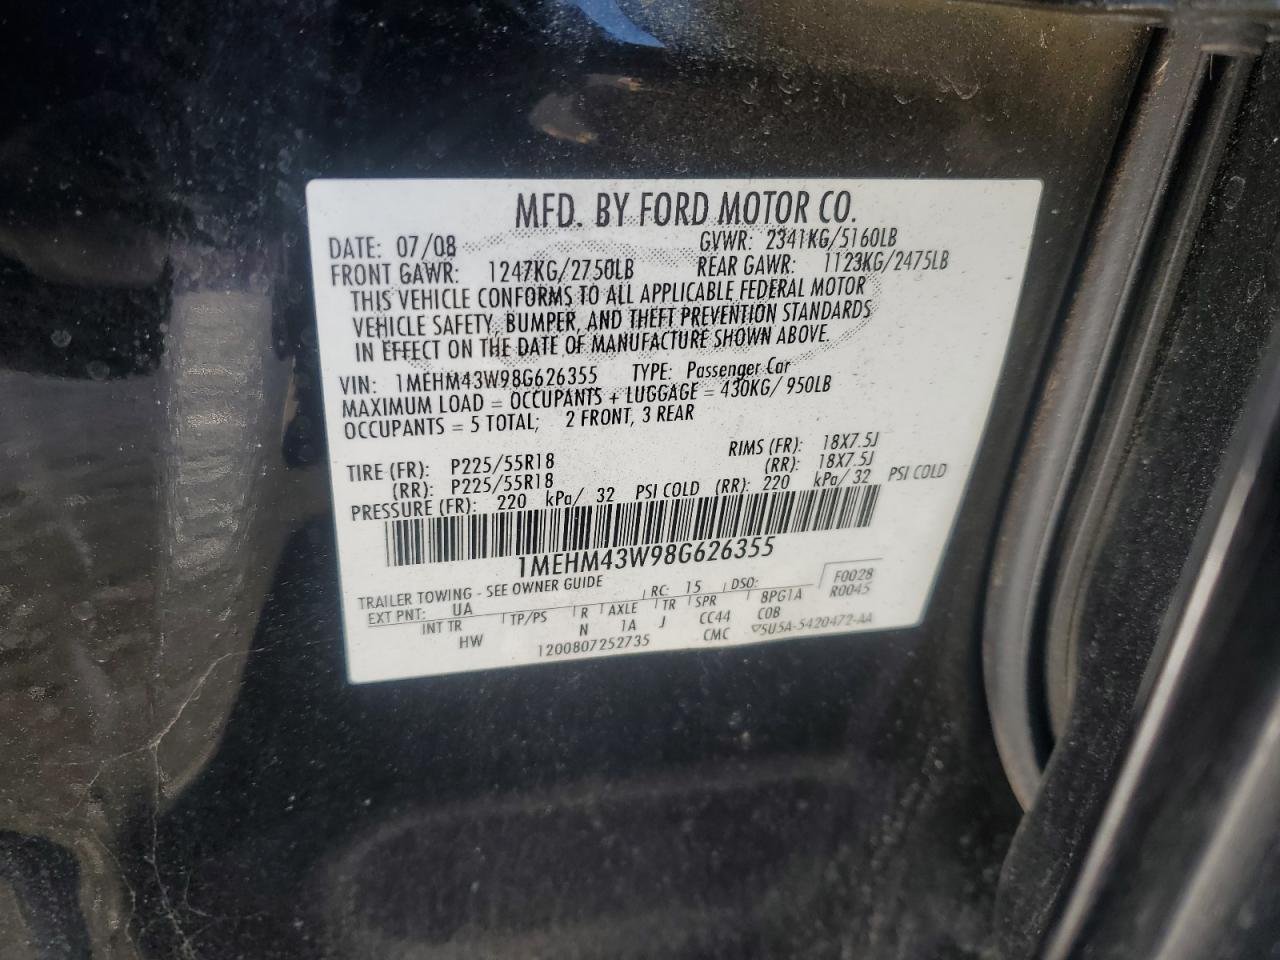 MFD. BY FORD MOTOR CO.
DATE: 07/08 GVWR: 2341KG/5160LB
FRONT GAWR: 1247KG/2750LB REAR GAWR: 1123KG/2475LB
THIS VEHICLE CONFORMS TO ALL APPLICABLE FEDERAL MOTOR
VEHICLE SAFETY, BUMPER, AND THEFT PREVENTION STANDARDS
IN EFFECT ON THE DATE OF MANUFACTURE SHOWN ABOVE.
VIN: 1MEHM43W98G626355 TYPE: Passenger Car
MAXIMUM LOAD = OCCUPANTS + LUGGAGE = 430KG/ 950LB
OCCUPANTS = 5 TOTAL; 2 FRONT, 3 REAR
TIRE (FR): P225/55R18 RIMS (FR): 18X7.5J
(RR): P225/55R18 (RR): 18X7.5J
PRESSURE (FR): 220 kPa/ 32 PSI COLD (RR): 220 kPa/ 32 PSI COLD
1MEHM43W98G626355
TRAILER TOWING - SEE OWNER GUIDE
EXT PNT: UA RC: 15 DSO: F0028
R0045
INT TR TP/PS R AXLE TR SPR 8PG1A
HW N 1A J CC44 C08
1200807252735 CMC 5U5A-5420472-AA